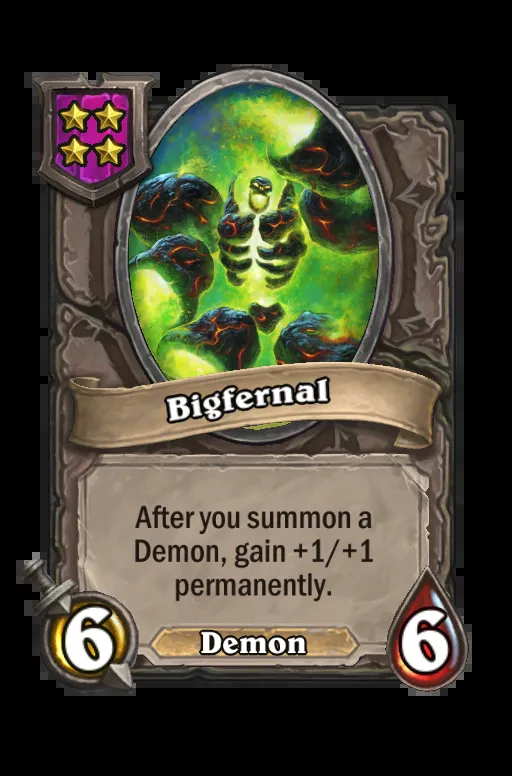 Bigfernal
After you summon a
Demon, gain +1/+1
permanently.
6
Demon
6